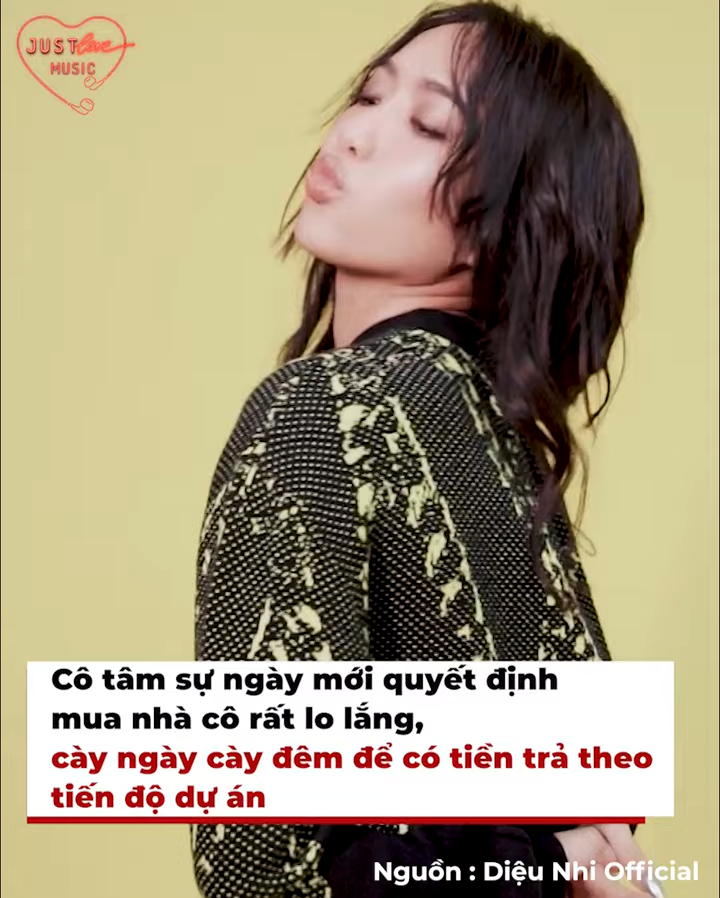 JUST love
MUSIC
Cô tâm sự ngày mới quyết định
mua nhà cô rất lo lắng,
cày ngày cày đêm để có tiền trả theo
tiến độ dự án
Nguồn : Diệu Nhi Official